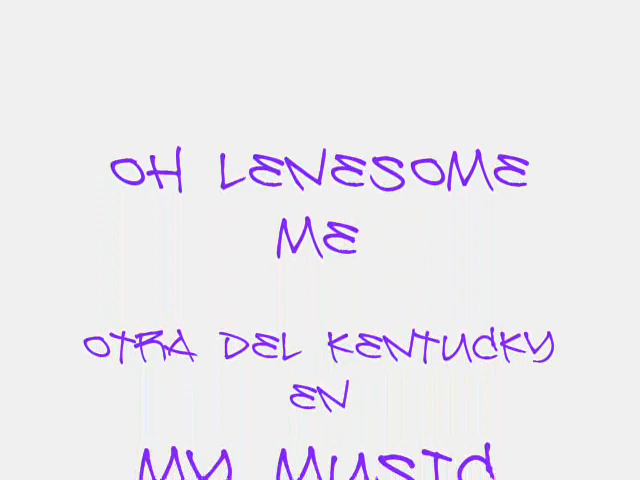 OH LENESOME
ME
OTRA DEL KENTUCKY
EN
MY MUSIC